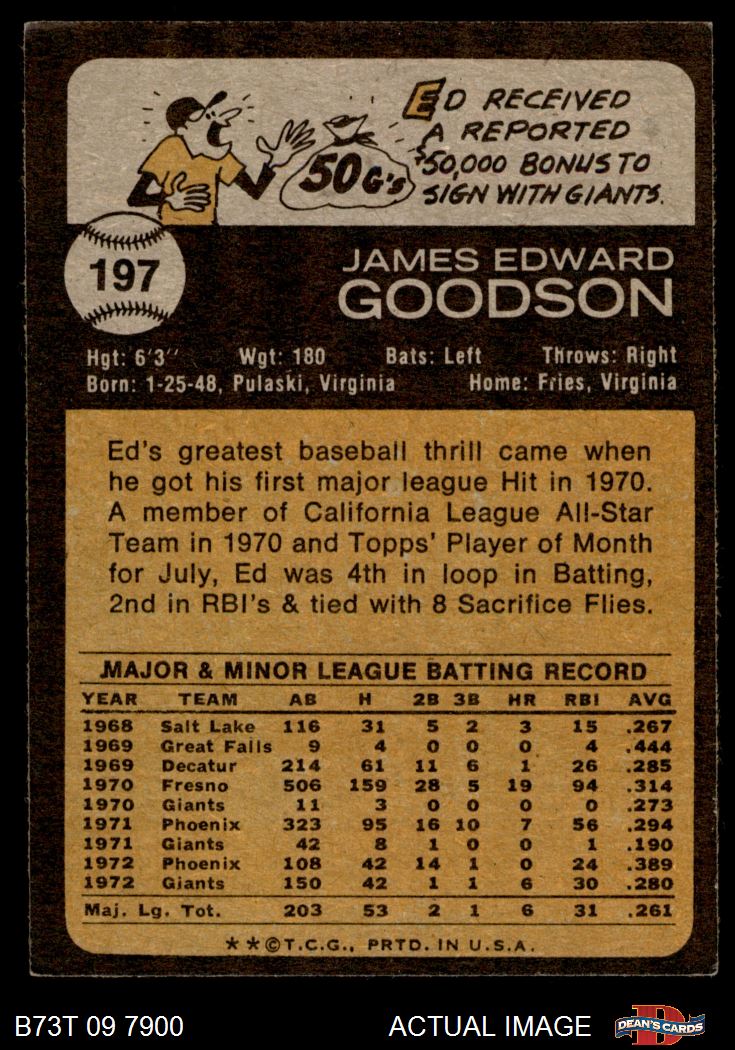 ED RECEIVED
A REPORTED
$50,000 BONUS TO
SIGN WITH GIANTS.
50 G's
197
JAMES EDWARD
GOODSON
Hgt: 6'3" Wgt: 180 Bats: Left Throws: Right
Born: 1-25-48, Pulaski, Virginia Home: Fries, Virginia
Ed's greatest baseball thrill came when
he got his first major league Hit in 1970.
A member of California League All-Star
Team in 1970 and Topps' Player of Month
for July, Ed was 4th in loop in Batting,
2nd in RBI's & tied with 8 Sacrifice Flies.
MAJOR & MINOR LEAGUE BATTING RECORD
YEAR TEAM AB H 2B 3B HR RBI AVG
1968 Salt Lake 116 31 5 2 3 15 .267
1969 Great Falls 9 4 0 0 0 4 .444
1969 Decatur 214 61 11 6 1 26 .285
1970 Fresno 506 159 28 5 19 94 .314
1970 Giants 11 3 0 0 0 0 .273
1971 Phoenix 323 95 16 10 7 56 .294
1971 Giants 42 8 1 0 0 1 .190
1972 Phoenix 108 42 14 1 0 24 .389
1972 Giants 150 42 1 1 6 30 .280
Maj. Lg. Tot. 203 53 2 1 6 31 .261
**©T.C.G., PRTD. IN U.S.A.
B73T 09 7900 ACTUAL IMAGE DEAN'S CARDS